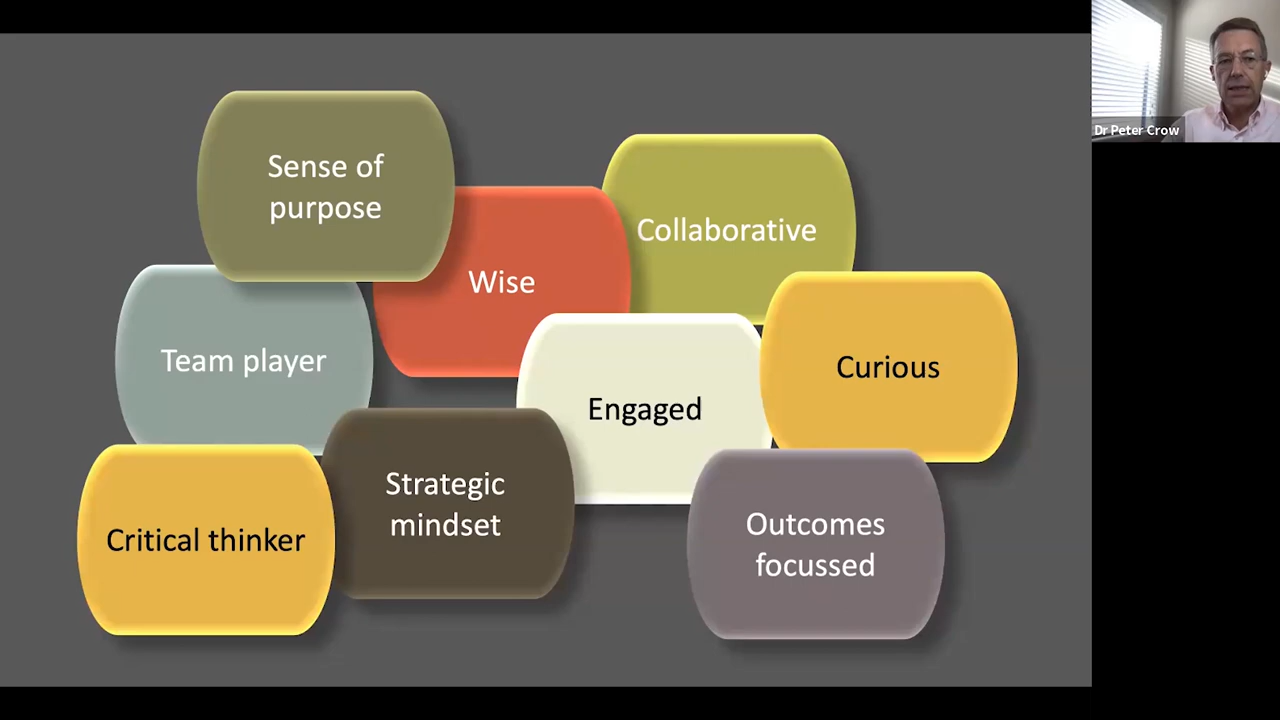 Sense of
purpose
Wise
Collaborative
Team player
Engaged
Curious
Critical thinker
Strategic
mindset
Outcomes
focussed
Dr Peter Crow